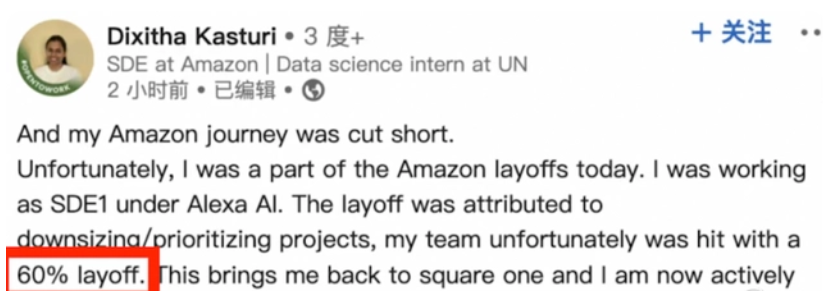 Dixitha Kasturi • 3 度+
+ 关注
SDE at Amazon | Data science intern at UN
2 小时前 • 已编辑 •
#OPENTOWORK
And my Amazon journey was cut short.
Unfortunately, I was a part of the Amazon layoffs today. I was working
as SDE1 under Alexa AI. The layoff was attributed to
downsizing/prioritizing projects, my team unfortunately was hit with a
60% layoff. This brings me back to square one and I am now actively